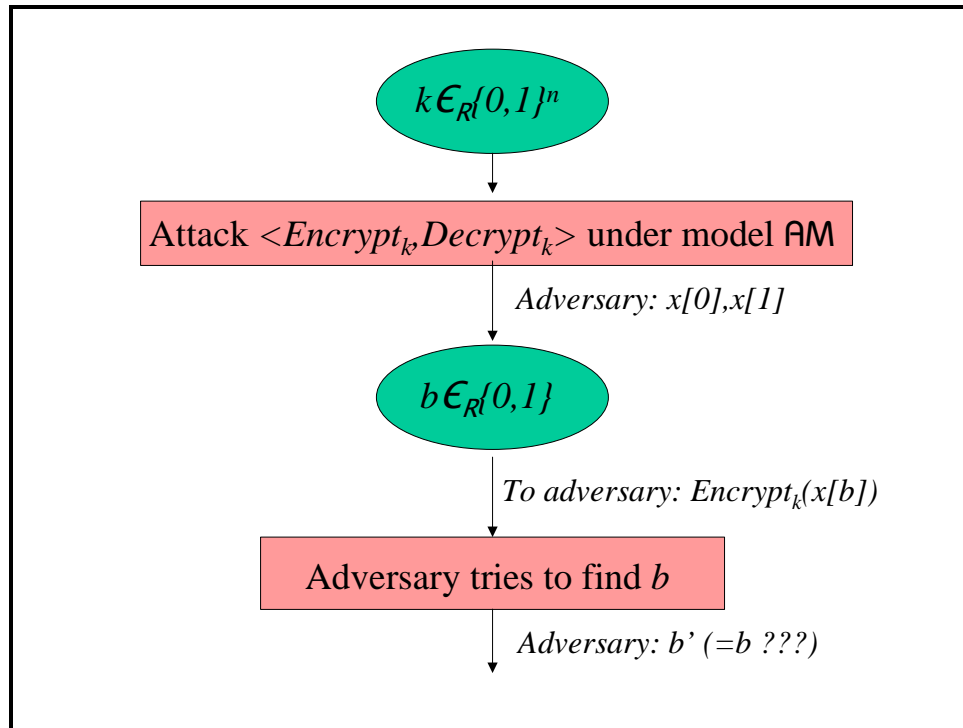 k∈R{0,1}ⁿ
Attack <Encryptₖ,Decryptₖ> under model AM
Adversary: x[0],x[1]
b∈R{0,1}
To adversary: Encryptₖ(x[b])
Adversary tries to find b
Adversary: b’ (=b ???)